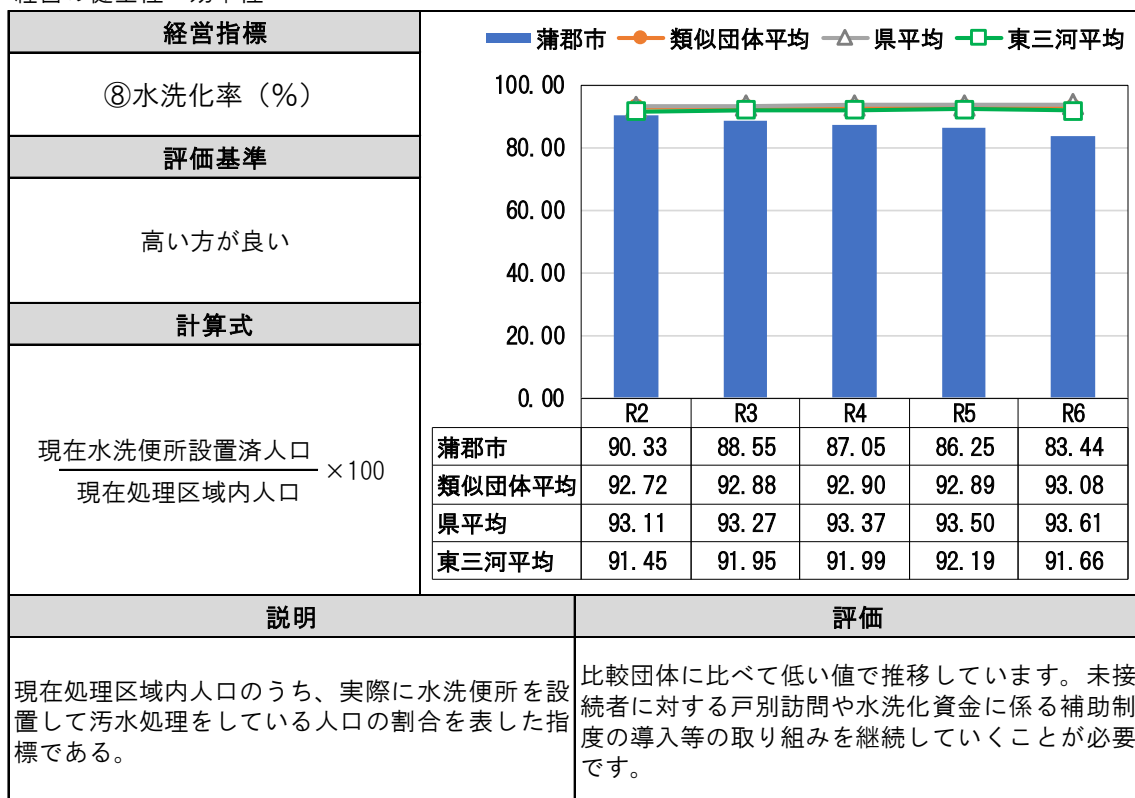 経営指標
⑧水洗化率（%）
評価基準
高い方が良い
計算式
現在水洗便所設置済人口
現在処理区域内人口
×100
蒲郡市 類似団体平均 県平均 東三河平均
100.00
80.00
60.00
40.00
20.00
0.00
R2 R3 R4 R5 R6
蒲郡市 90.33 88.55 87.05 86.25 83.44
類似団体平均 92.72 92.88 92.90 92.89 93.08
県平均 93.11 93.27 93.37 93.50 93.61
東三河平均 91.45 91.95 91.99 92.19 91.66
説明
現在処理区域内人口のうち、実際に水洗便所を設
置して汚水処理をしている人口の割合を表した指
標である。
評価
比較団体に比べて低い値で推移しています。未接
続者に対する戸別訪問や水洗化資金に係る補助制
度の導入等の取り組みを継続していくことが必要
です。